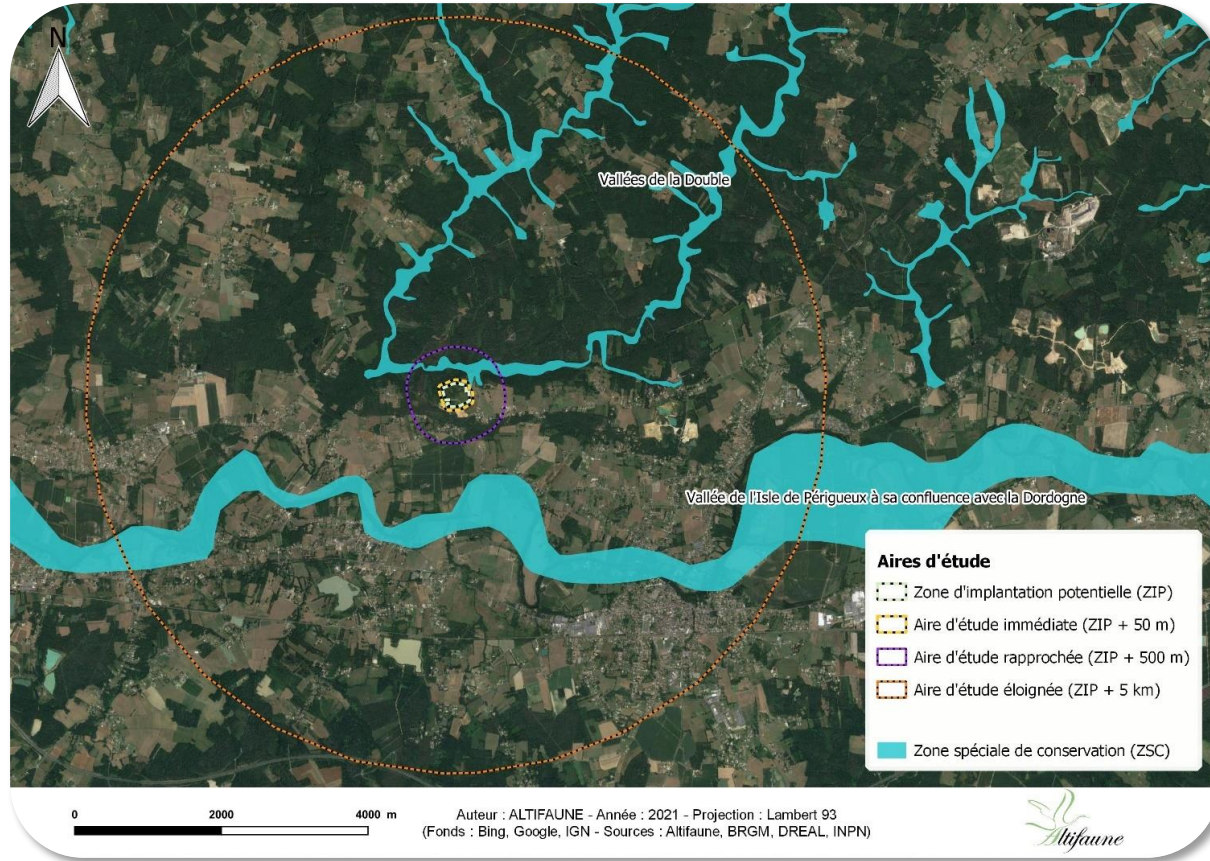 N
Vallées de la Double
Vallée de l'Isle de Périgueux à sa confluence avec la Dordogne
Aires d'étude
Zone d'implantation potentielle (ZIP)
Aire d'étude immédiate (ZIP + 50 m)
Aire d'étude rapprochée (ZIP + 500 m)
Aire d'étude éloignée (ZIP + 5 km)
Zone spéciale de conservation (ZSC)
0 2000 4000 m
Auteur : ALTIFAUNE - Année : 2021 - Projection : Lambert 93
(Fonds : Bing, Google, IGN - Sources : Altifaune, BRGM, DREAL, INPN)
Altifaune